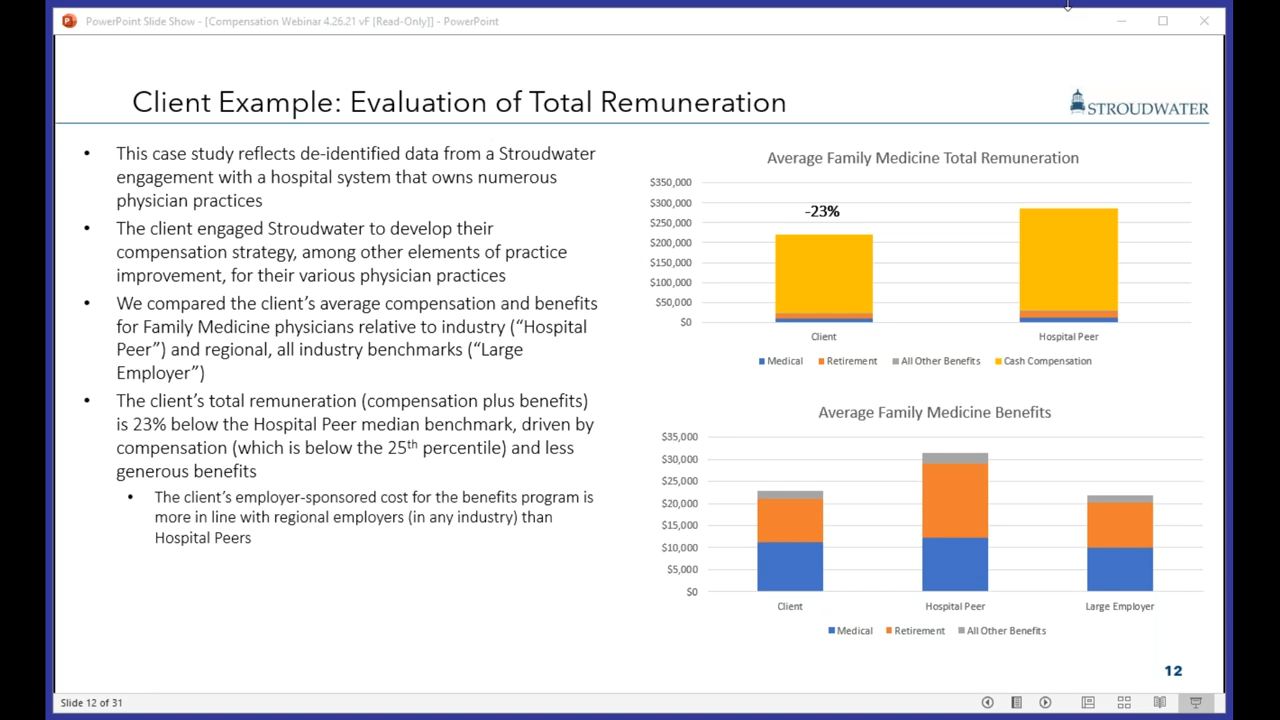 PowerPoint Slide Show - [Compensation Webinar 4.26.21 vF [Read-Only]] - PowerPoint
Client Example: Evaluation of Total Remuneration
STROUDWATER
• This case study reflects de-identified data from a Stroudwater
engagement with a hospital system that owns numerous
physician practices
• The client engaged Stroudwater to develop their
compensation strategy, among other elements of practice
improvement, for their various physician practices
• We compared the client's average compensation and benefits
for Family Medicine physicians relative to industry ("Hospital
Peer") and regional, all industry benchmarks ("Large
Employer")
• The client's total remuneration (compensation plus benefits)
is 23% below the Hospital Peer median benchmark, driven by
compensation (which is below the 25th percentile) and less
generous benefits
• The client's employer-sponsored cost for the benefits program is
more in line with regional employers (in any industry) than
Hospital Peers
Average Family Medicine Total Remuneration
$350,000
$300,000
$250,000
$200,000
$150,000
$100,000
$50,000
$0
-23%
Client Hospital Peer
Medical Retirement All Other Benefits Cash Compensation
Average Family Medicine Benefits
$35,000
$30,000
$25,000
$20,000
$15,000
$10,000
$5,000
$0
Client Hospital Peer Large Employer
Medical Retirement All Other Benefits
12
Slide 12 of 31